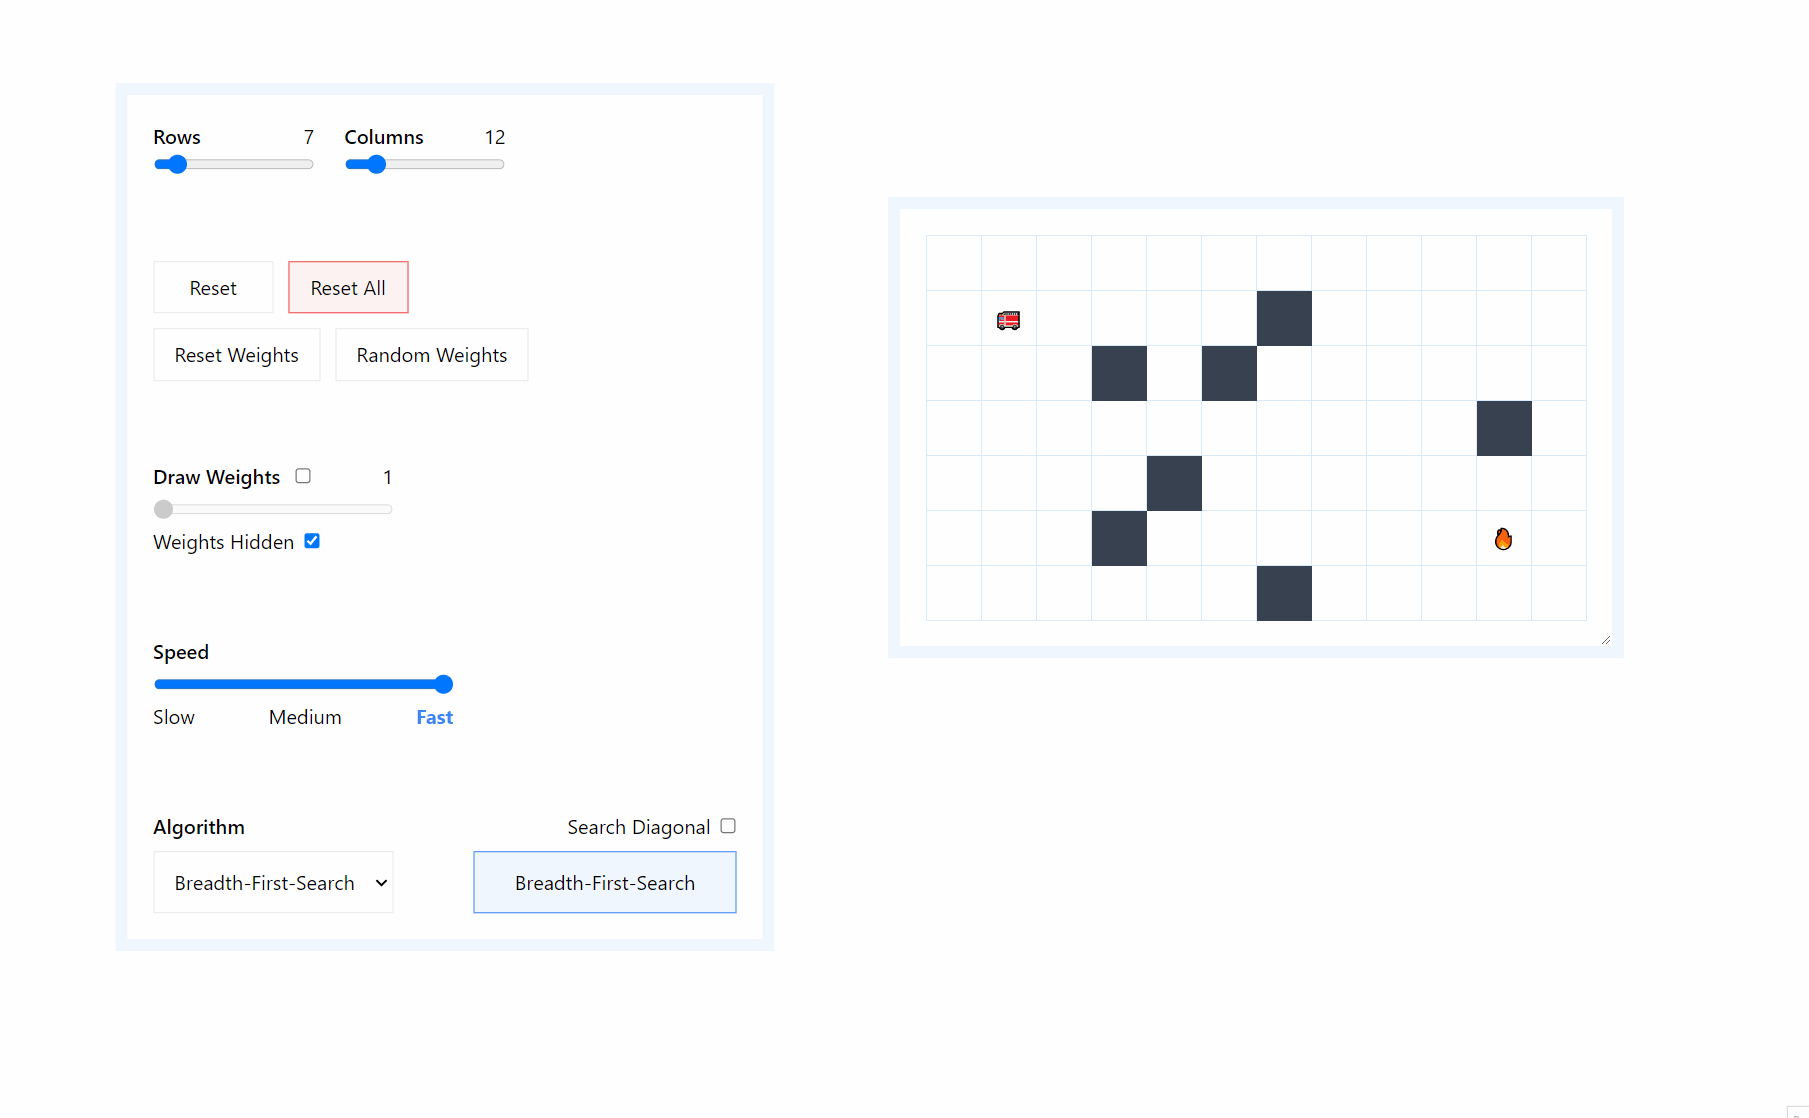 Rows 7 Columns 12
Reset Reset All
Reset Weights Random Weights
Draw Weights 1
Weights Hidden
Speed
Slow Medium Fast
Algorithm Search Diagonal
Breadth-First-Search Breadth-First-Search